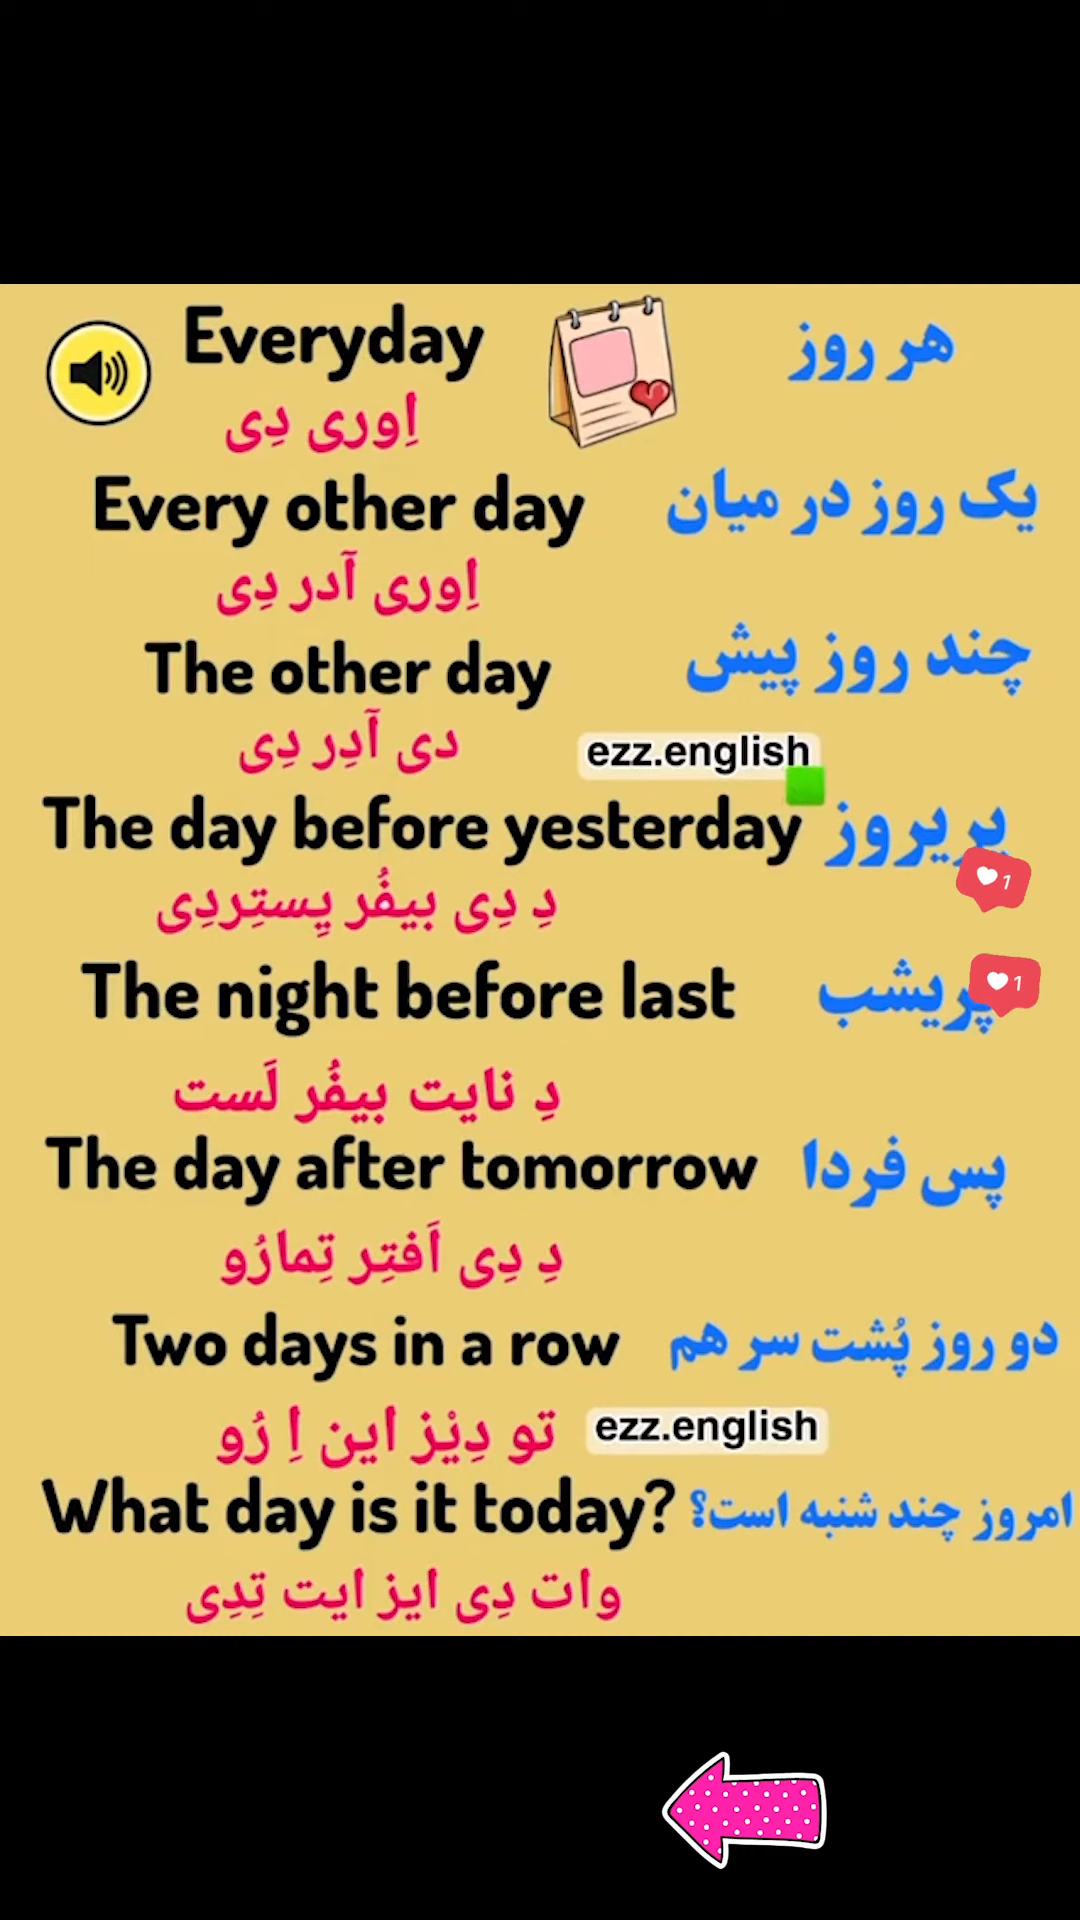 Everyday
هر روز
اِوری دِی
Every other day
یک روز در میان
اِوری آدر دِی
The other day
چند روز پیش
دی آدِر دِی
ezz.english
The day before yesterday
پریروز
دِ دِی بیفُر یِستِردِی
The night before last
پریشب
دِ نایت بیفُر لَست
The day after tomorrow
پس فردا
دِ دِی اَفتِر تِمارُو
Two days in a row
دو روز پُشت سر هم
تو دِیْز این اِ رُو
ezz.english
What day is it today?
امروز چند شنبه است؟
وات دِی ایز ایت تِدِی
1
1